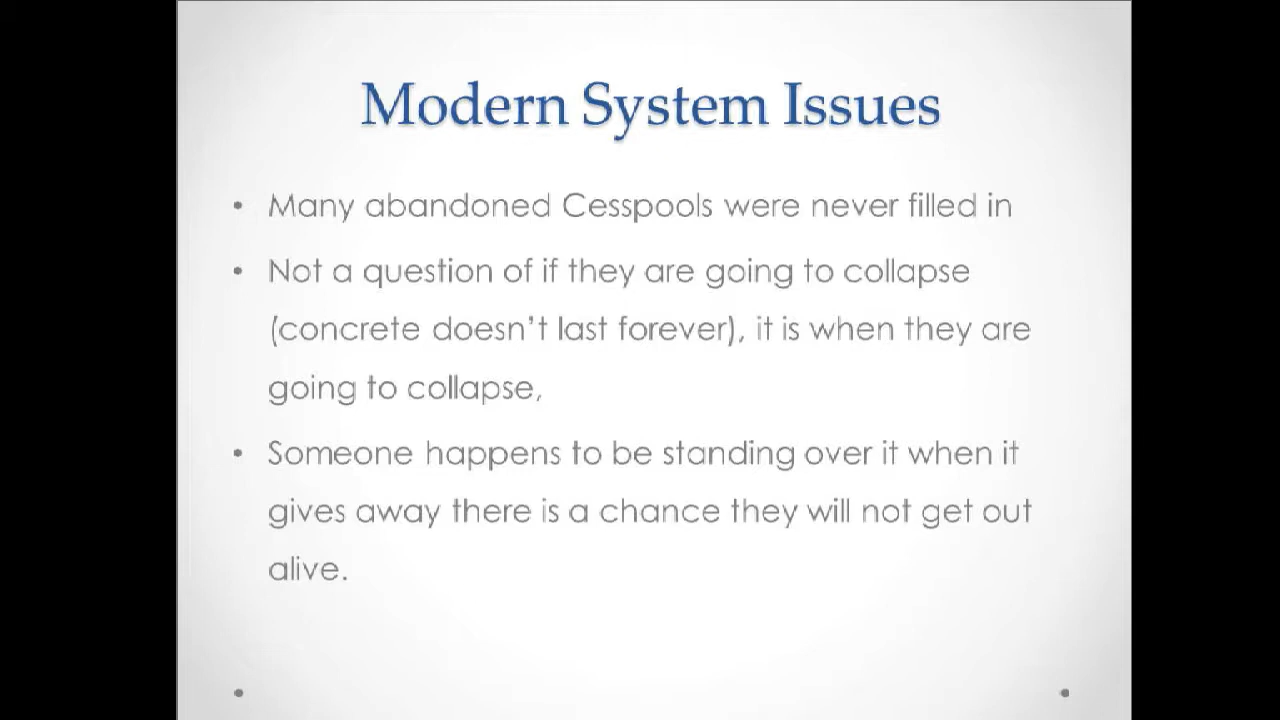 Modern System Issues
• Many abandoned Cesspools were never filled in
• Not a question of if they are going to collapse
(concrete doesn't last forever), it is when they are
going to collapse,
• Someone happens to be standing over it when it
gives away there is a chance they will not get out
alive.